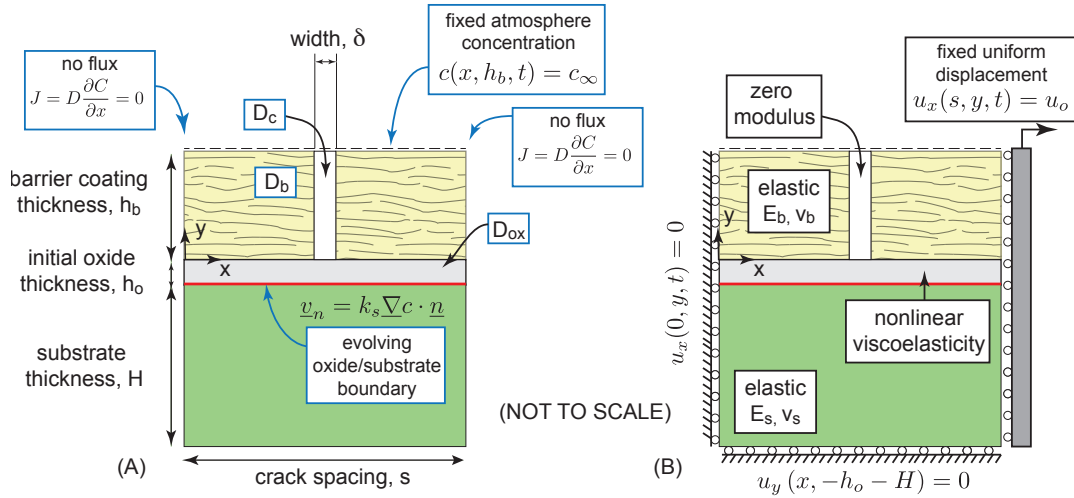 width, δ
fixed atmosphere
concentration
c(x, h_b, t) = c_∞
no flux
J = D ∂C/∂x = 0
D_c
no flux
J = D ∂C/∂x = 0
D_b
barrier coating
thickness, h_b
y
x
D_ox
initial oxide
thickness, h_o
v_n = k_s ∇c · n
evolving
oxide/substrate
boundary
substrate
thickness, H
(A)
crack spacing, s
(NOT TO SCALE)
fixed uniform
displacement
u_x(s, y, t) = u_o
zero
modulus
elastic
E_b, ν_b
y
x
u_x(0, y, t) = 0
nonlinear
viscoelasticity
elastic
E_s, ν_s
(B)
u_y (x, −h_o − H) = 0